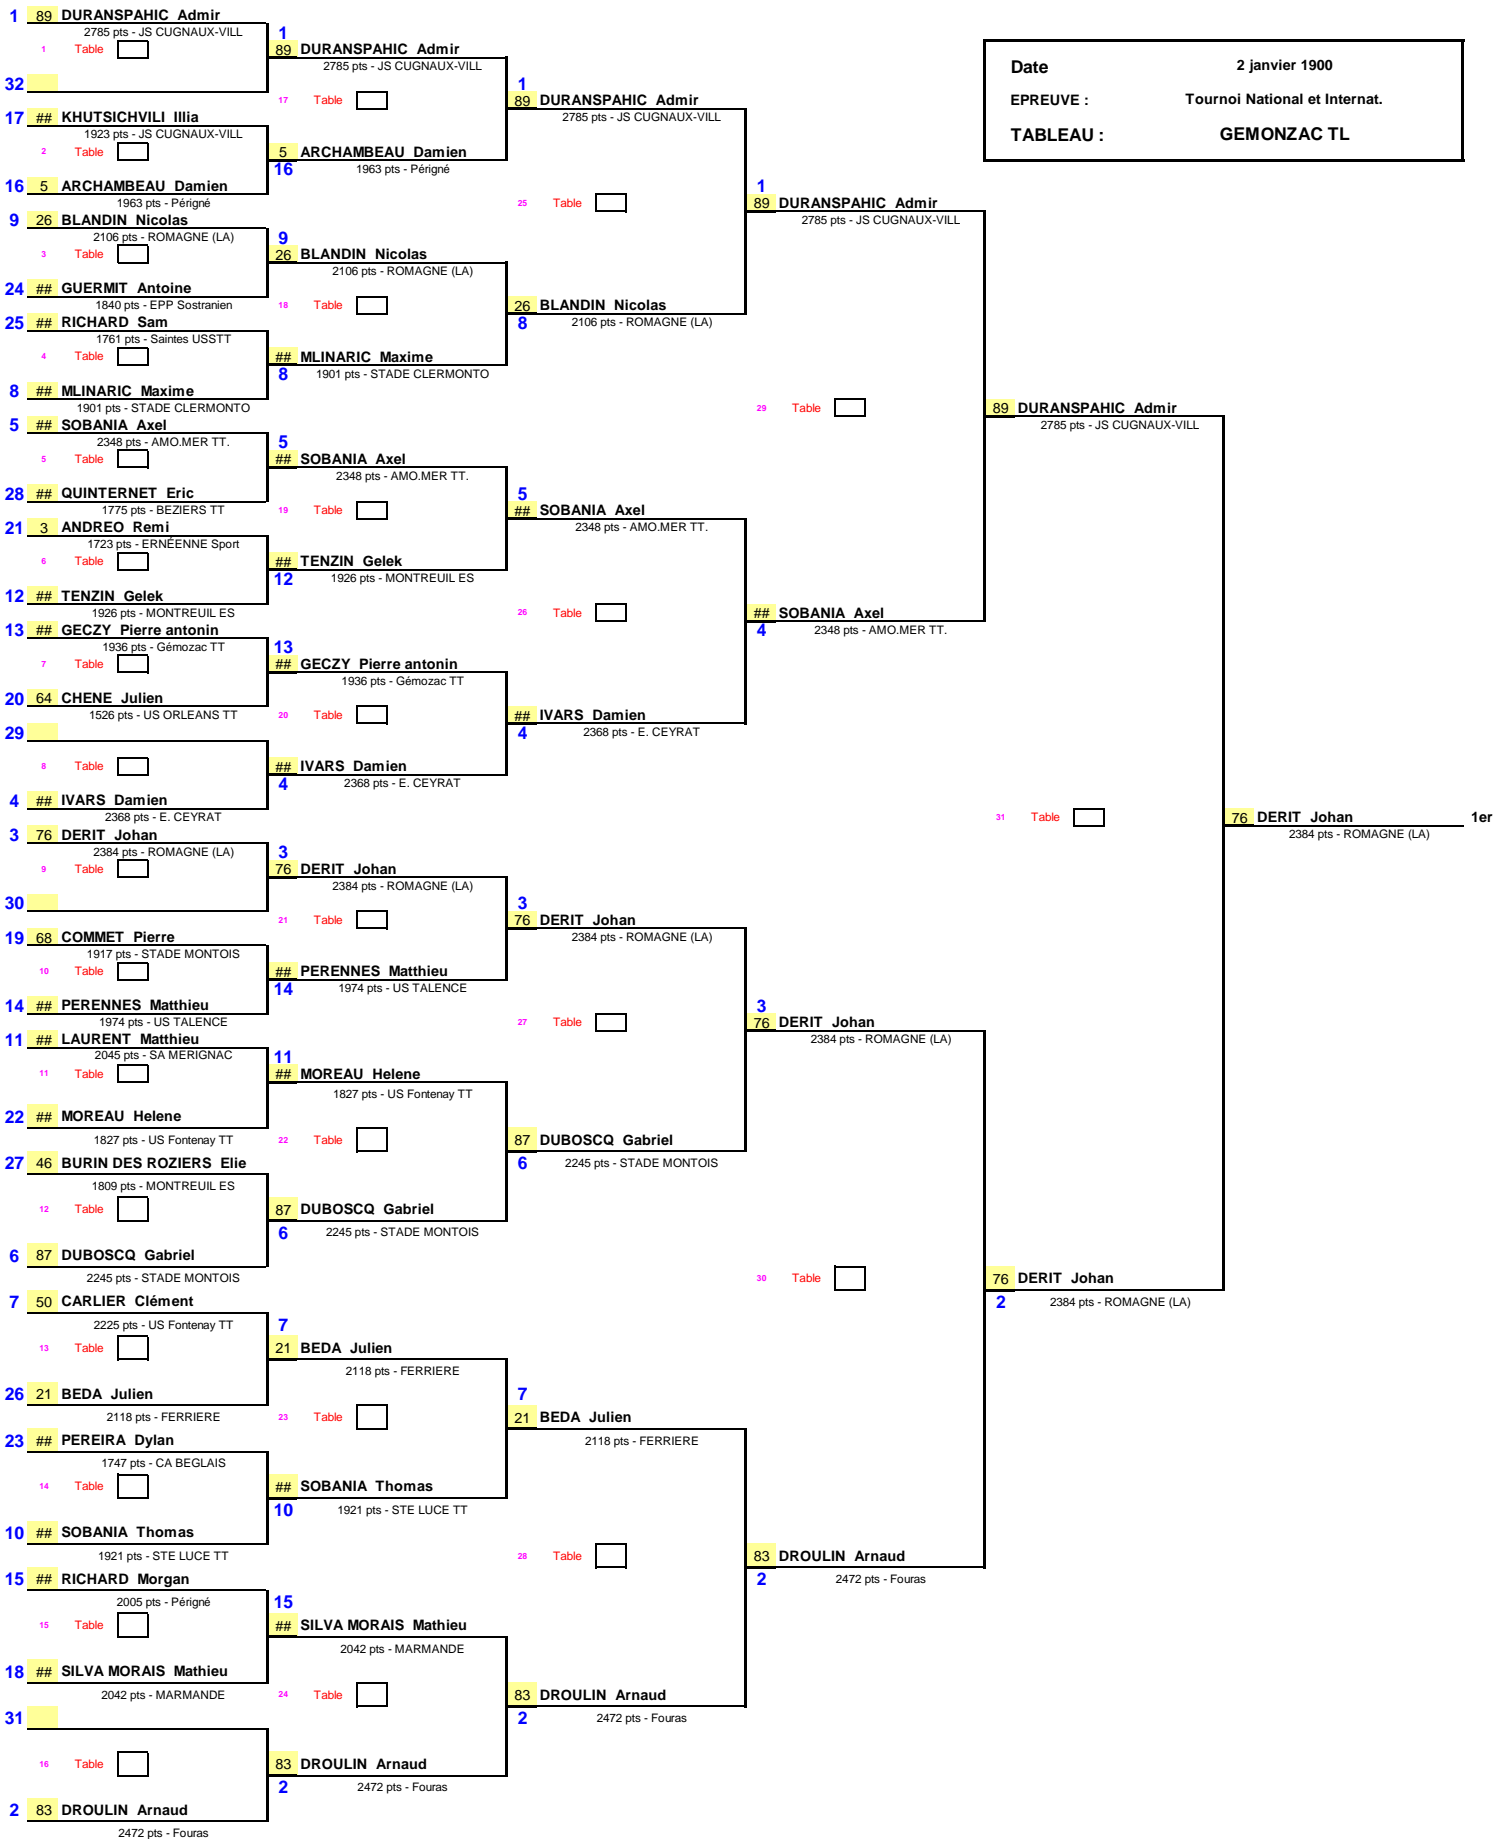 1 89 DURANSPAHIC Admir
2785 pts - JS CUGNAUX-VILL
1 Table
32
17 ## KHUTSICHVILI Illia
1923 pts - JS CUGNAUX-VILL
2 Table
16 5 ARCHAMBEAU Damien
1963 pts - Périgné
9 26 BLANDIN Nicolas
2106 pts - ROMAGNE (LA)
3 Table
24 ## GUERMIT Antoine
1840 pts - EPP Sostranien
25 ## RICHARD Sam
1761 pts - Saintes USSTT
4 Table
8 ## MLINARIC Maxime
1901 pts - STADE CLERMONTO
5 ## SOBANIA Axel
2348 pts - AMO.MER TT.
5 Table
28 ## QUINTERNET Eric
1775 pts - BEZIERS TT
21 3 ANDREO Remi
1723 pts - ERNÉENNE Sport
6 Table
12 ## TENZIN Gelek
1926 pts - MONTREUIL ES
13 ## GECZY Pierre antonin
1936 pts - Gémozac TT
7 Table
20 64 CHENE Julien
1526 pts - US ORLEANS TT
29
8 Table
4 ## IVARS Damien
2368 pts - E. CEYRAT
3 76 DERIT Johan
2384 pts - ROMAGNE (LA)
9 Table
30
19 68 COMMET Pierre
1917 pts - STADE MONTOIS
10 Table
14 ## PERENNES Matthieu
1974 pts - US TALENCE
11 ## LAURENT Matthieu
2045 pts - SA MERIGNAC
11 Table
22 ## MOREAU Helene
1827 pts - US Fontenay TT
27 46 BURIN DES ROZIERS Elie
1809 pts - MONTREUIL ES
12 Table
6 87 DUBOSCQ Gabriel
2245 pts - STADE MONTOIS
7 50 CARLIER Clément
2225 pts - US Fontenay TT
13 Table
26 21 BEDA Julien
2118 pts - FERRIERE
23 ## PEREIRA Dylan
1747 pts - CA BEGLAIS
14 Table
10 ## SOBANIA Thomas
1921 pts - STE LUCE TT
15 ## RICHARD Morgan
2005 pts - Périgné
15 Table
18 ## SILVA MORAIS Mathieu
2042 pts - MARMANDE
31
16 Table
2 83 DROULIN Arnaud
2472 pts - Fouras
1
89 DURANSPAHIC Admir
2785 pts - JS CUGNAUX-VILL
17 Table
5 ARCHAMBEAU Damien
16 1963 pts - Périgné
9
26 BLANDIN Nicolas
2106 pts - ROMAGNE (LA)
18 Table
## MLINARIC Maxime
8 1901 pts - STADE CLERMONTO
5
## SOBANIA Axel
2348 pts - AMO.MER TT.
19 Table
## TENZIN Gelek
12 1926 pts - MONTREUIL ES
13
## GECZY Pierre antonin
1936 pts - Gémozac TT
20 Table
## IVARS Damien
4 2368 pts - E. CEYRAT
3
76 DERIT Johan
2384 pts - ROMAGNE (LA)
21 Table
## PERENNES Matthieu
14 1974 pts - US TALENCE
11
## MOREAU Helene
1827 pts - US Fontenay TT
22 Table
87 DUBOSCQ Gabriel
6 2245 pts - STADE MONTOIS
7
21 BEDA Julien
2118 pts - FERRIERE
23 Table
## SOBANIA Thomas
10 1921 pts - STE LUCE TT
15
## SILVA MORAIS Mathieu
2042 pts - MARMANDE
24 Table
83 DROULIN Arnaud
2 2472 pts - Fouras
1
89 DURANSPAHIC Admir
2785 pts - JS CUGNAUX-VILL
25 Table
26 BLANDIN Nicolas
8 2106 pts - ROMAGNE (LA)
5
## SOBANIA Axel
2348 pts - AMO.MER TT.
26 Table
## IVARS Damien
4 2368 pts - E. CEYRAT
3
76 DERIT Johan
2384 pts - ROMAGNE (LA)
27 Table
87 DUBOSCQ Gabriel
6 2245 pts - STADE MONTOIS
7
21 BEDA Julien
2118 pts - FERRIERE
28 Table
83 DROULIN Arnaud
2 2472 pts - Fouras
1
89 DURANSPAHIC Admir
2785 pts - JS CUGNAUX-VILL
29 Table
## SOBANIA Axel
4 2348 pts - AMO.MER TT.
3
76 DERIT Johan
2384 pts - ROMAGNE (LA)
30 Table
83 DROULIN Arnaud
2 2472 pts - Fouras
Date 2 janvier 1900
EPREUVE : Tournoi National et Internat.
TABLEAU : GEMONZAC TL
89 DURANSPAHIC Admir
2785 pts - JS CUGNAUX-VILL
31 Table
76 DERIT Johan
2 2384 pts - ROMAGNE (LA)
76 DERIT Johan 1er
2384 pts - ROMAGNE (LA)